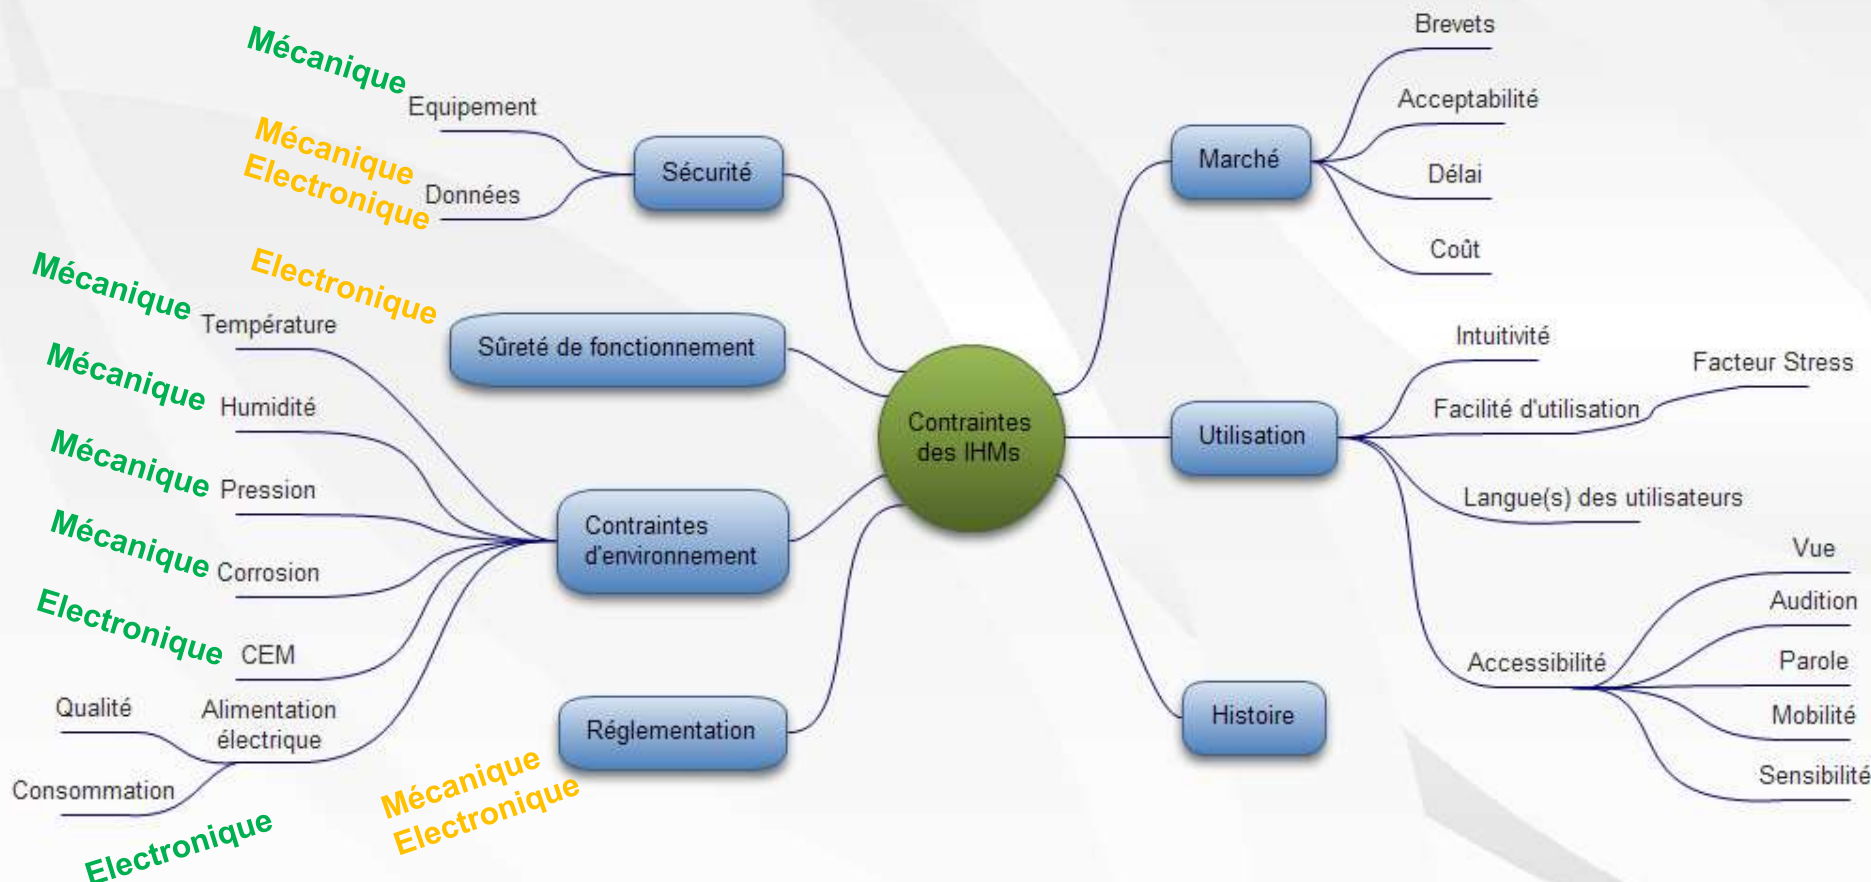 Mécanique
Equipement
Mécanique
Electronique
Données
Sécurité
Electronique
Sûreté de fonctionnement
Mécanique
Température
Mécanique
Humidité
Mécanique
Pression
Mécanique
Corrosion
Electronique
CEM
Qualité
Consommation
Alimentation
électrique
Electronique
Contraintes
d'environnement
Réglementation
Mécanique
Electronique
Contraintes
des IHMs
Marché
Brevets
Acceptabilité
Délai
Coût
Utilisation
Intuitivité
Facilité d'utilisation
Facteur Stress
Langue(s) des utilisateurs
Accessibilité
Vue
Audition
Parole
Mobilité
Sensibilité
Histoire